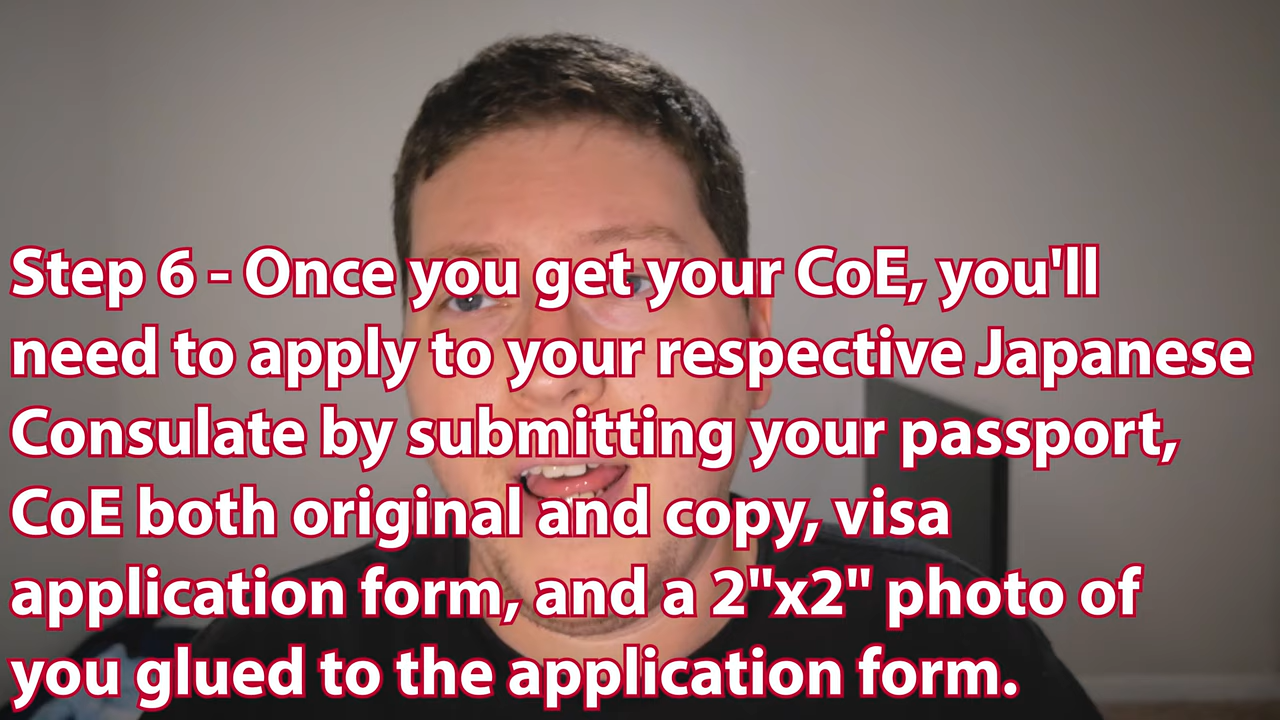 Step 6 - Once you get your CoE, you'll
need to apply to your respective Japanese
Consulate by submitting your passport,
CoE both original and copy, visa
application form, and a 2"x2" photo of
you glued to the application form.